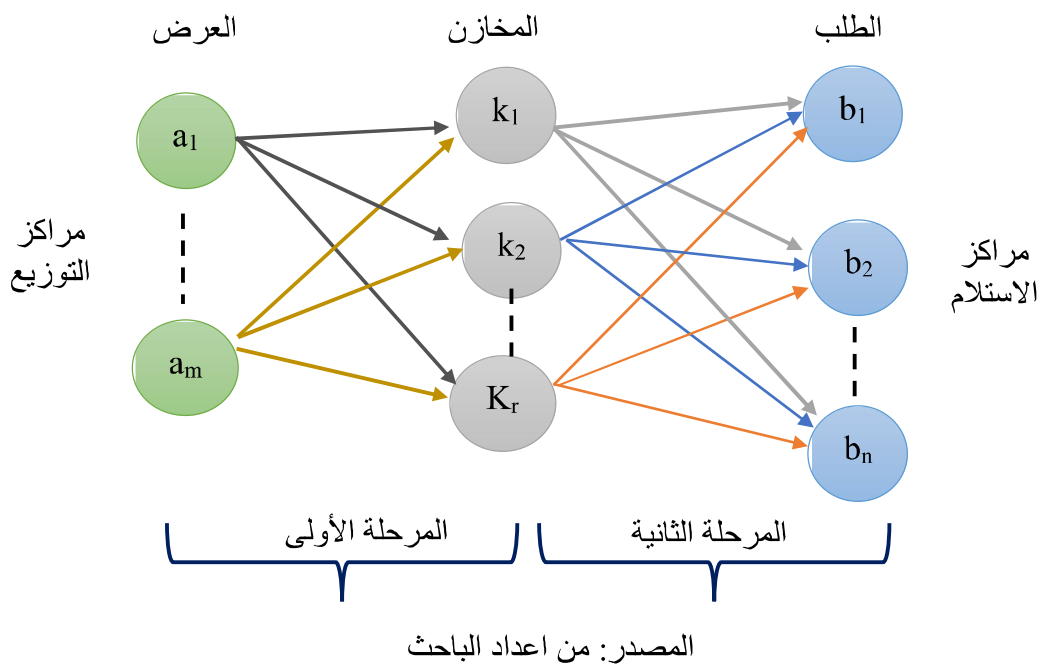 العرض
المخازن
الطلب
a1
k1
b1
مراكز
التوزيع
k2
b2
مراكز
الاستلام
am
Kr
bn
المرحلة الأولى
المرحلة الثانية
المصدر: من اعداد الباحث